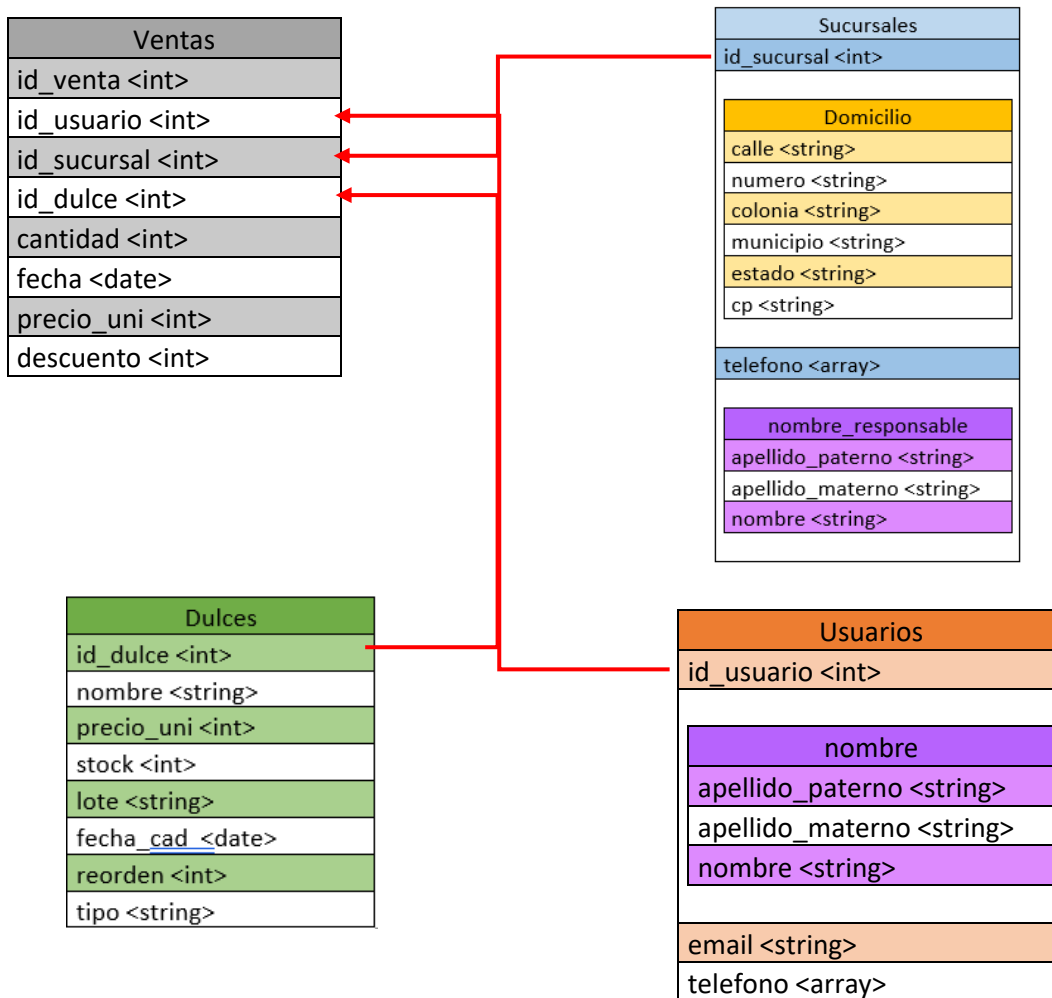 Ventas
id_venta <int>
id_usuario <int>
id_sucursal <int>
id_dulce <int>
cantidad <int>
fecha <date>
precio_uni <int>
descuento <int>
Sucursales
id_sucursal <int>
Domicilio
calle <string>
numero <string>
colonia <string>
municipio <string>
estado <string>
cp <string>
telefono <array>
nombre_responsable
apellido_paterno <string>
apellido_materno <string>
nombre <string>
Dulces
id_dulce <int>
nombre <string>
precio_uni <int>
stock <int>
lote <string>
fecha_cad_<date>
reorden <int>
tipo <string>
Usuarios
id_usuario <int>
nombre
apellido_paterno <string>
apellido_materno <string>
nombre <string>
email <string>
telefono <array>